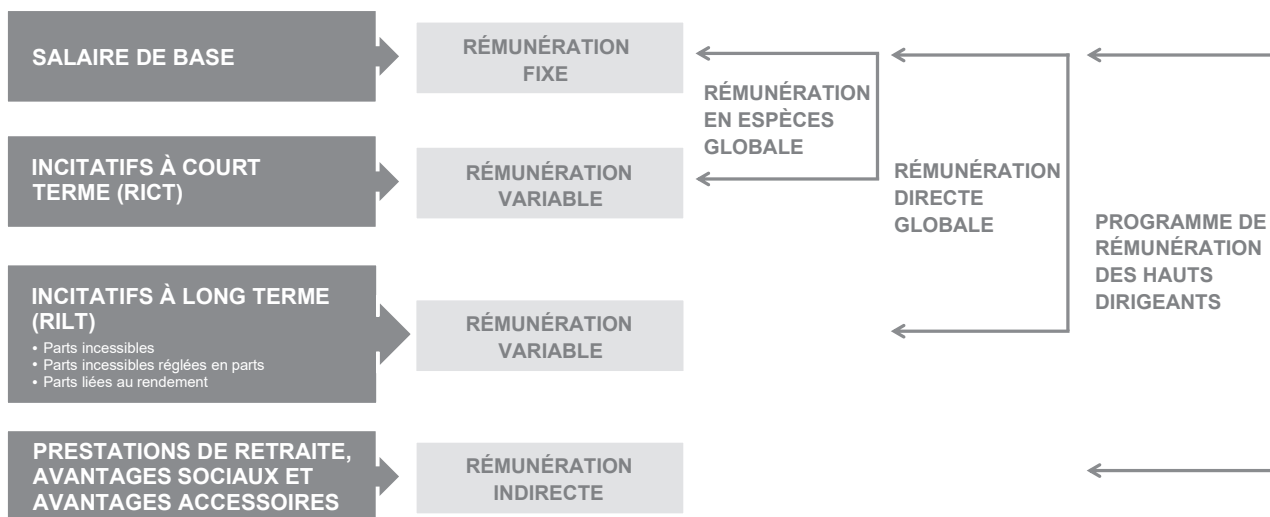 SALAIRE DE BASE
RÉMUNÉRATION
FIXE
RÉMUNÉRATION
EN ESPÈCES
GLOBALE
INCITATIFS À COURT
TERME (RICT)
RÉMUNÉRATION
VARIABLE
RÉMUNÉRATION
DIRECTE
GLOBALE
PROGRAMME DE
RÉMUNÉRATION
DES HAUTS
DIRIGEANTS
INCITATIFS À LONG TERME
(RILT)
• Parts incessibles
• Parts incessibles réglées en parts
• Parts liées au rendement
RÉMUNÉRATION
VARIABLE
PRESTATIONS DE RETRAITE,
AVANTAGES SOCIAUX ET
AVANTAGES ACCESSOIRES
RÉMUNÉRATION
INDIRECTE